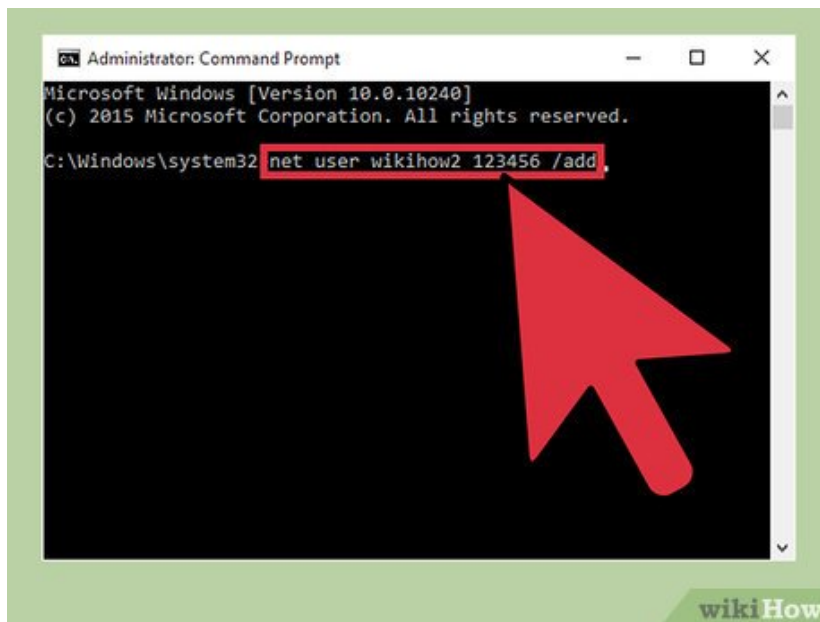 Administrator: Command Prompt
Microsoft Windows [Version 10.0.10240]
(c) 2015 Microsoft Corporation. All rights reserved.
C:\Windows\system32 net user wikihow2 123456 /add
wikiHow